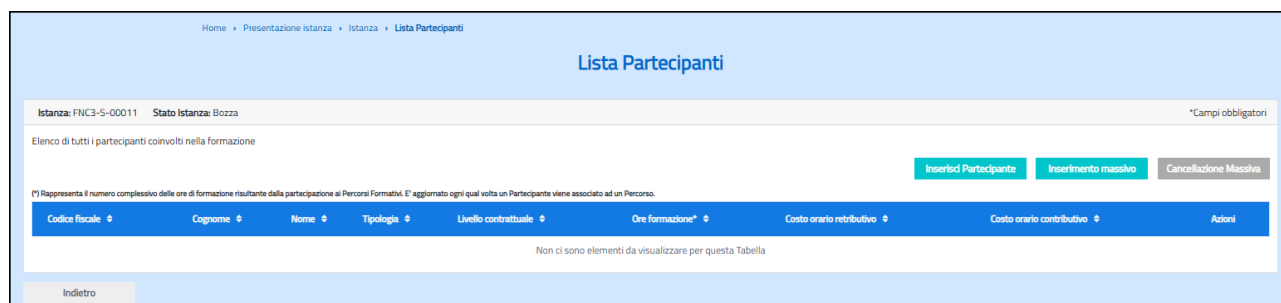 Home › Presentazione istanza › Istanza › Lista Partecipanti
Lista Partecipanti
Istanza: FNC3-S-00011 Stato Istanza: Bozza *Campi obbligatori
Elenco di tutti i partecipanti coinvolti nella formazione
Inserisci Partecipante Inserimento massivo Cancellazione Massiva
(*) Rappresenta il numero complessivo delle ore di formazione risultante dalla partecipazione ai Percorsi Formativi. E' aggiornato ogni qual volta un Partecipante viene associato ad un Percorso.
Codice fiscale Cognome Nome Tipologia Livello contrattuale Ore formazione* Costo orario retributivo Costo orario contributivo Azioni
Non ci sono elementi da visualizzare per questa Tabella
Indietro